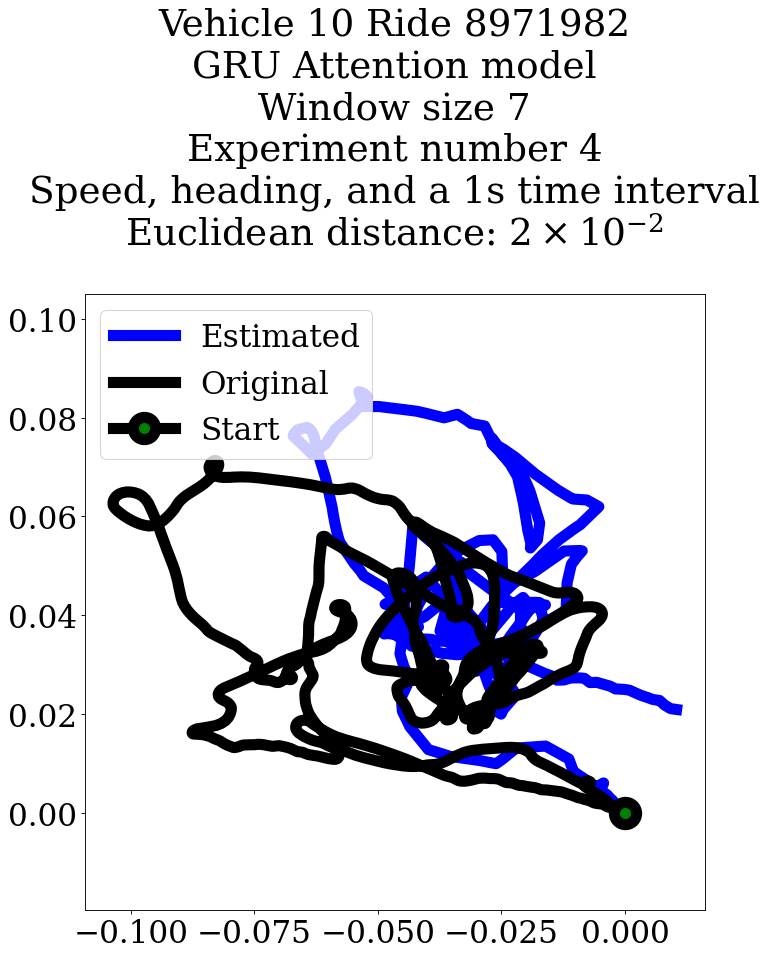 Vehicle 10 Ride 8971982
GRU Attention model
Window size 7
Experiment number 4
Speed, heading, and a 1s time interval
Euclidean distance: 2 × 10⁻²
0.10
0.08
0.06
0.04
0.02
0.00
Estimated
Original
Start
−0.100 −0.075 −0.050 −0.025 0.000